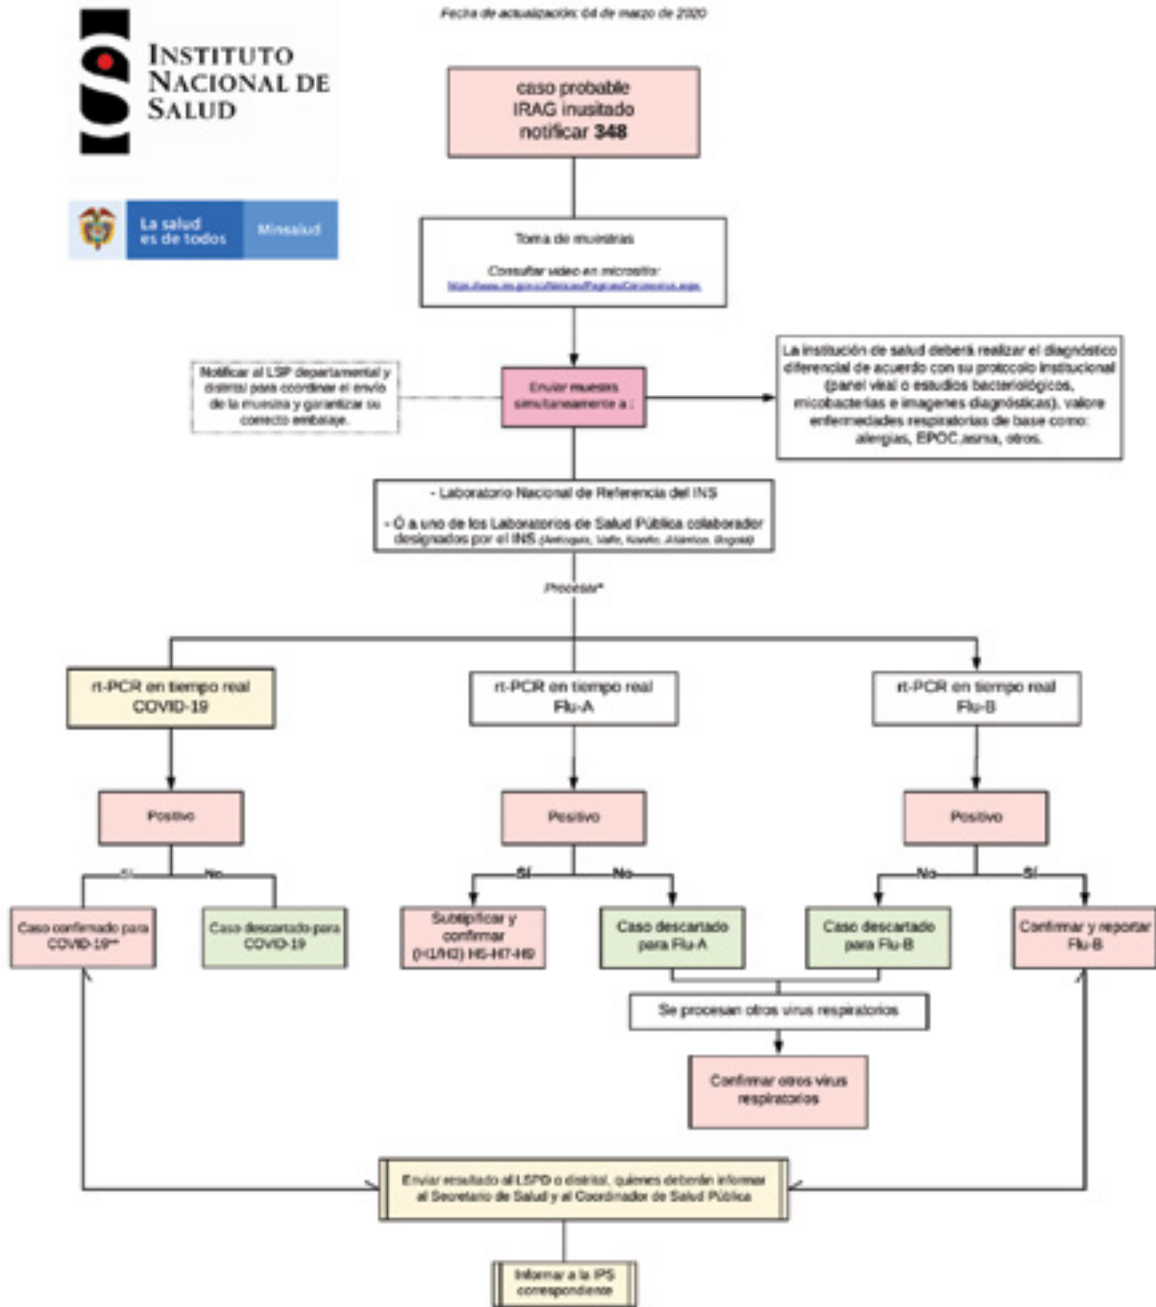 Fecha de actualización: 04 de marzo de 2020
INSTITUTO
NACIONAL DE
SALUD
La salud
es de todos
Minsalud
caso probable
IRAG inusitado
notificar 348
Toma de muestras
Consultar video en micrositio:
Notificar al LSP departamental y
distrital para coordinar el envío
de la muestra y garantizar su
correcto embalaje.
Enviar muestra
simultaneamente a :
La institución de salud deberá realizar el diagnóstico
diferencial de acuerdo con su protocolo institucional
(panel viral o estudios bacteriológicos,
micobacterias e imagenes diagnósticas), valore
enfermedades respiratorias de base como:
alergias, EPOC,asma, otros.
- Laboratorio Nacional de Referencia del INS
- Ó a uno de los Laboratorios de Salud Pública colaborador
designados por el INS (Antioquia, Valle, Nariño, Atlántico, Bogotá)
Procesar*
rt-PCR en tiempo real
COVID-19
rt-PCR en tiempo real
Flu-A
rt-PCR en tiempo real
Flu-B
Positivo
Positivo
Positivo
Sí
No
Sí
No
No
Sí
Caso confirmado para
COVID-19**
Caso descartado para
COVID-19
Subtipificar y
confirmar
(H1/H3) H5-H7-H9
Caso descartado
para Flu-A
Caso descartado
para Flu-B
Confirmar y reportar
Flu-B
Se procesan otros virus respiratorios
Confirmar otros virus
respiratorios
Enviar resultado al LSPD o distrital, quienes deberán informar
al Secretario de Salud y al Coordinador de Salud Pública
Informar a la IPS
correspondiente